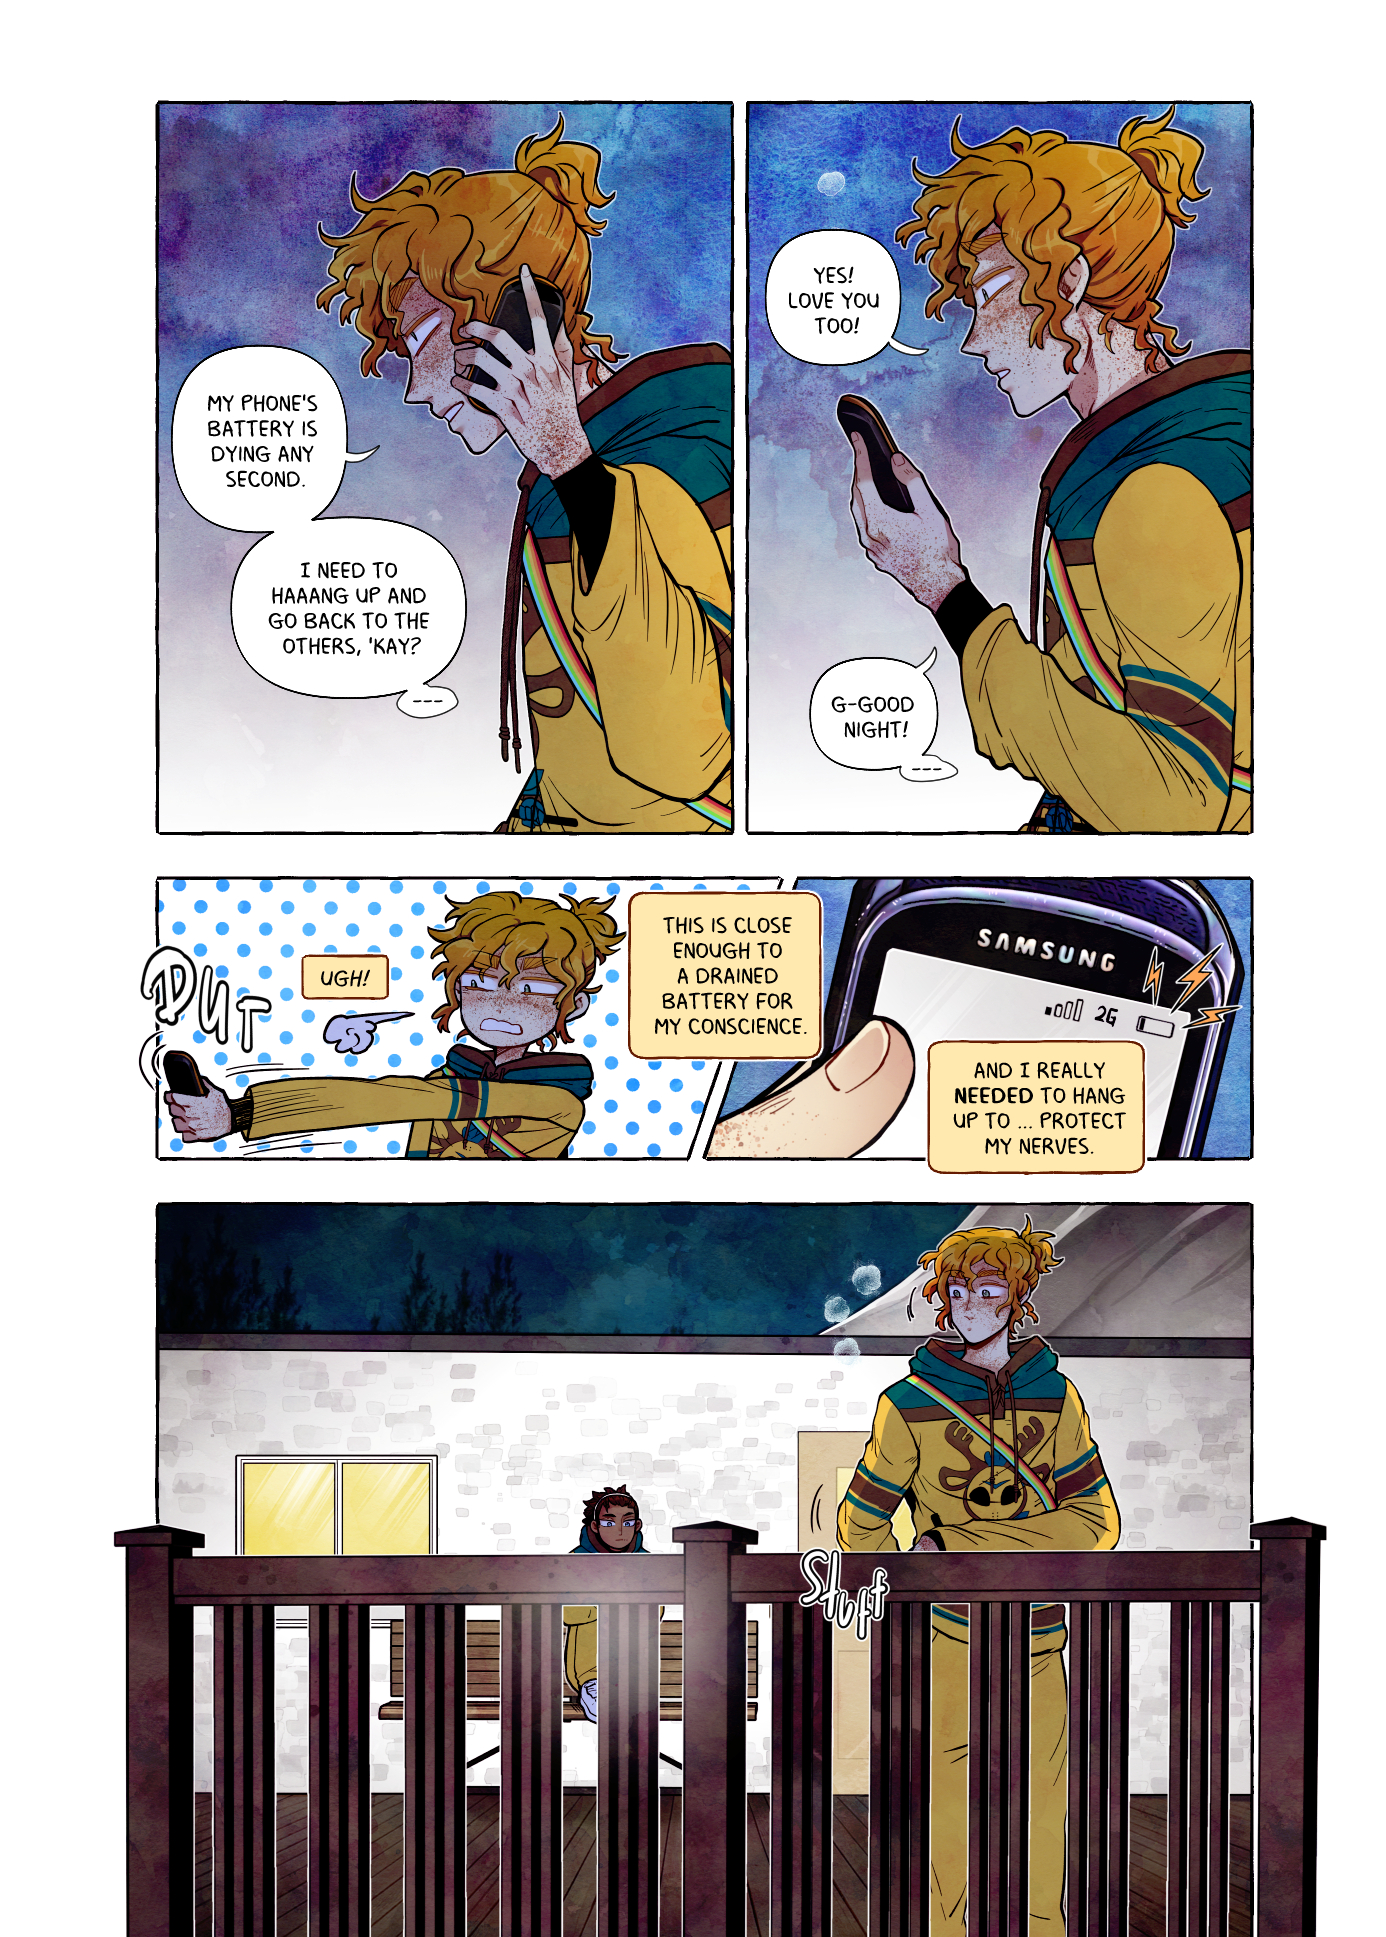 MY PHONE'S
BATTERY IS
DYING ANY
SECOND.
I NEED TO
HAAANG UP AND
GO BACK TO THE
OTHERS, 'KAY?
---
YES!
LOVE YOU
TOO!
G-GOOD
NIGHT!
---
DUT
UGH!
THIS IS CLOSE
ENOUGH TO
A DRAINED
BATTERY FOR
MY CONSCIENCE.
SAMSUNG
2G
AND I REALLY
NEEDED TO HANG
UP TO ... PROTECT
MY NERVES.
Stuff